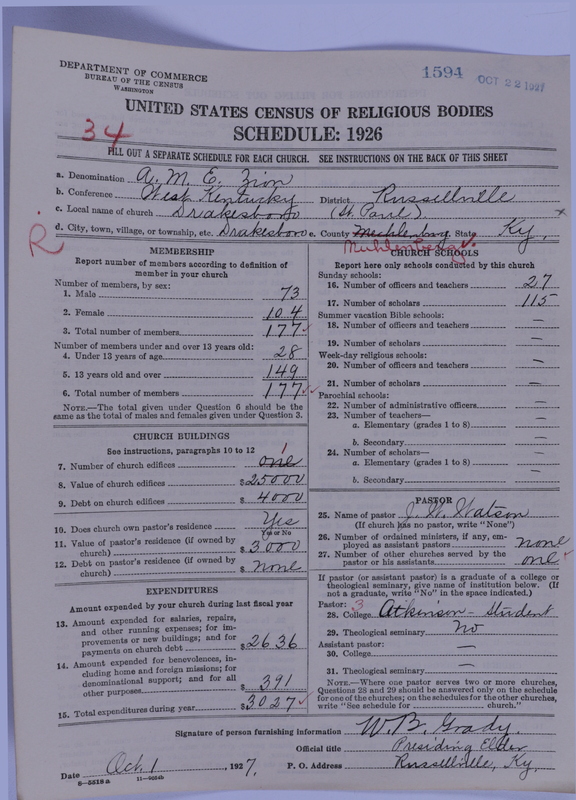 DEPARTMENT OF COMMERCE
BUREAU OF THE CENSUS
WASHINGTON
1594 OCT 22 1927
UNITED STATES CENSUS OF RELIGIOUS BODIES
SCHEDULE: 1926
34
FILL OUT A SEPARATE SCHEDULE FOR EACH CHURCH. SEE INSTRUCTIONS ON THE BACK OF THIS SHEET
a. Denomination A. M. E. Zion
b. Conference West Kentucky District Russellville
c. Local name of church Drakesboro (St. Paul)
d. City, town, village, or township, etc. Drakesboro e. County Mechlenburg State Ky.
R Muhlenberg
MEMBERSHIP
Report number of members according to definition of
member in your church
Number of members, by sex:
1. Male 73
2. Female 104
3. Total number of members 177
Number of members under and over 13 years old:
4. Under 13 years of age 28
5. 13 years old and over 149
6. Total number of members 177
NOTE.—The total given under Question 6 should be the
same as the total of males and females given under Question 3.
CHURCH BUILDINGS
See instructions, paragraphs 10 to 12
7. Number of church edifices one 1
8. Value of church edifices $ 25000
9. Debt on church edifices $ 4000
10. Does church own pastor's residence Yes
Yes or No
11. Value of pastor's residence (if owned by
church) $ 3000
12. Debt on pastor's residence (if owned by
church) $ none
EXPENDITURES
Amount expended by your church during last fiscal year
13. Amount expended for salaries, repairs,
and other running expenses; for im-
provements or new buildings; and for
payments on church debt $ 2636
14. Amount expended for benevolences, in-
cluding home and foreign missions; for
denominational support; and for all
other purposes $ 391
15. Total expenditures during year $ 3027
CHURCH SCHOOLS
Report here only schools conducted by this church
Sunday schools:
16. Number of officers and teachers 27
17. Number of scholars 115
Summer vacation Bible schools:
18. Number of officers and teachers —
19. Number of scholars —
Week-day religious schools:
20. Number of officers and teachers —
21. Number of scholars —
Parochial schools:
22. Number of administrative officers —
23. Number of teachers—
a. Elementary (grades 1 to 8) —
b. Secondary —
24. Number of scholars—
a. Elementary (grades 1 to 8) —
b. Secondary —
PASTOR
25. Name of pastor J. W. Watson
(If church has no pastor, write "None")
26. Number of ordained ministers, if any, em-
ployed as assistant pastors none
27. Number of other churches served by the
pastor or his assistants one
If pastor (or assistant pastor) is a graduate of a college or
theological seminary, give name of institution below. (If
not a graduate, write "No" in the space indicated.)
Pastor: 3
28. College Atkinson - Student
29. Theological seminary No
Assistant pastor:
30. College —
31. Theological seminary —
NOTE.—Where one pastor serves two or more churches,
Questions 28 and 29 should be answered only on the schedule
for one of the churches; on the schedules for the other churches,
write "See schedule for church."
Signature of person furnishing information W. B. Grady.
Official title Presiding Elder
Date Oct. 1, 1927. P. O. Address Russellville, Ky.
8—5518 a